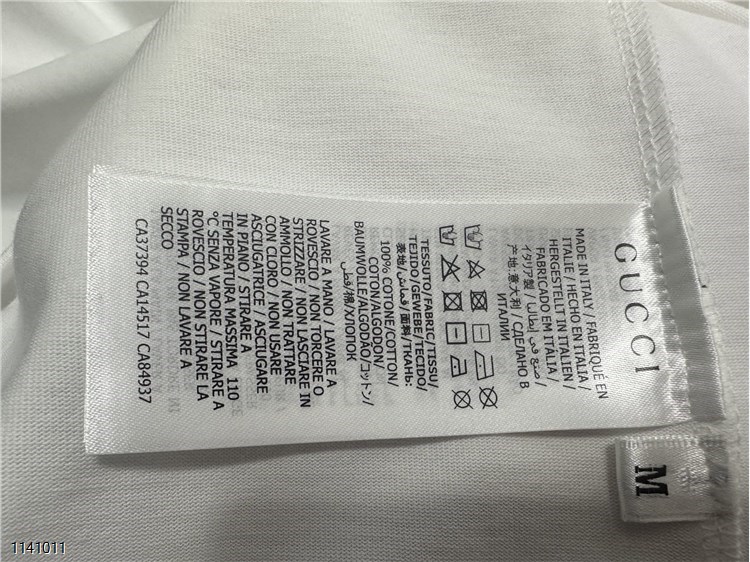 GUCCI
MADE IN ITALY / FABRIQUÉ EN
ITALIE / HECHO EN ITALIA /
HERGESTELLT IN ITALIEN /
FABRICADO EM ITÁLIA /
イタリア製 / صنع في إيطاليا /
产地:意大利 / СДЕЛАНО В
ИТАЛИИ
TESSUTO/FABRIC/TISSU/
TEJIDO/GEWEBE/TECIDO/
表地/قماش/面料/ТКАНЬ:
100% COTONE/COTTON/
COTON/ALGODON/
BAUMWOLLE/ALGODÃO/コットン/
قطن/棉/ХЛОПОК
LAVARE A MANO / LAVARE A
ROVESCIO / NON TORCERE O
STRIZZARE / NON LASCIARE IN
AMMOLLO / NON TRATTARE
CON CLORO / NON USARE
ASCIUGATRICE / ASCIUGARE
IN PIANO / STIRARE A
TEMPERATURA MASSIMA 110
°C SENZA VAPORE / STIRARE A
ROVESCIO / NON STIRARE LA
STAMPA / NON LAVARE A
SECCO
CA37394 CA14517 CA84937
M
1141011